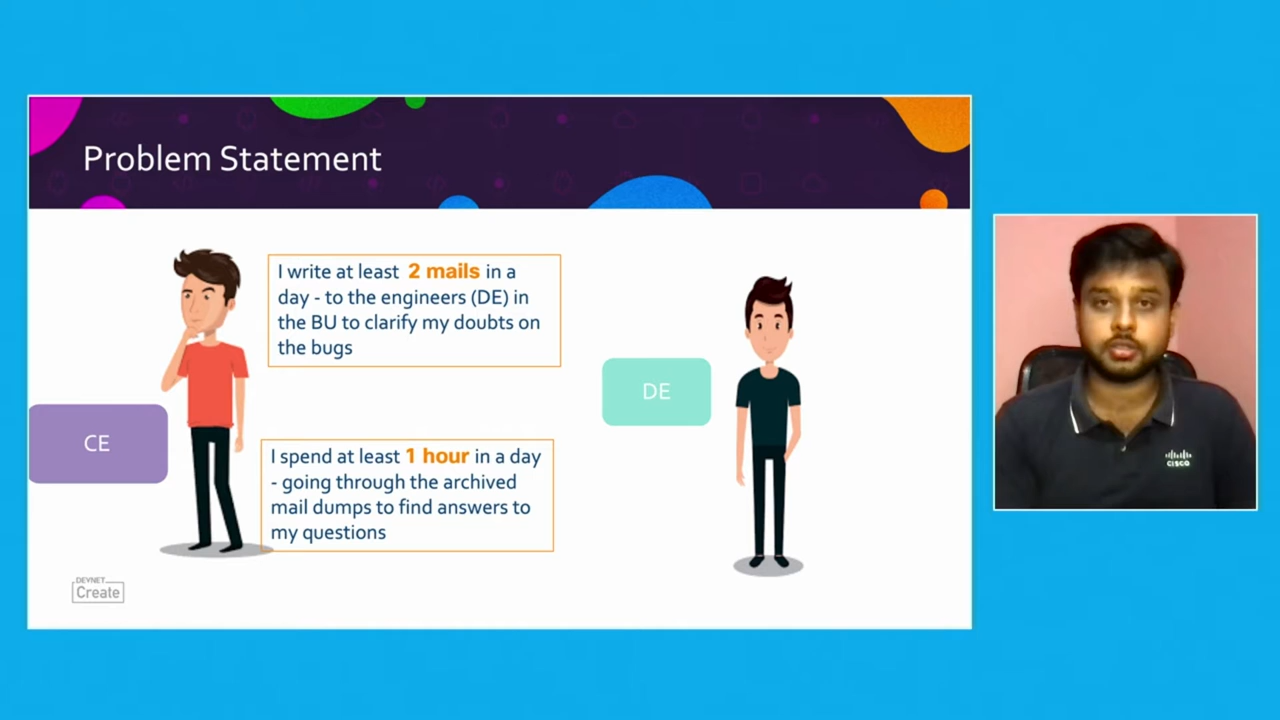 Problem Statement
I write at least 2 mails in a
day - to the engineers (DE) in
the BU to clarify my doubts on
the bugs
DE
CE
I spend at least 1 hour in a day
- going through the archived
mail dumps to find answers to
my questions
DEVNET
Create
CISCO